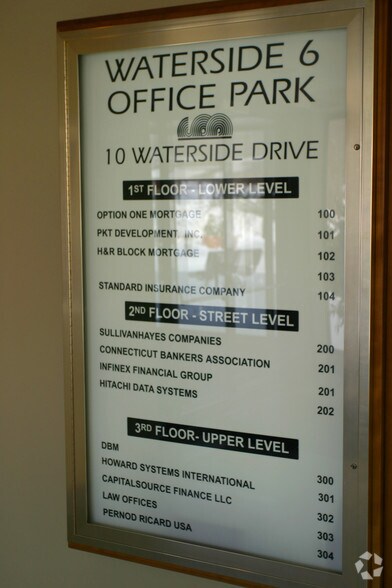 WATERSIDE 6
OFFICE PARK
10 WATERSIDE DRIVE
1ST FLOOR - LOWER LEVEL
OPTION ONE MORTGAGE 100
PKT DEVELOPMENT, INC. 101
H&R BLOCK MORTGAGE 102
103
STANDARD INSURANCE COMPANY 104
2ND FLOOR - STREET LEVEL
SULLIVANHAYES COMPANIES 200
CONNECTICUT BANKERS ASSOCIATION 201
INFINEX FINANCIAL GROUP 201
HITACHI DATA SYSTEMS 202
3RD FLOOR- UPPER LEVEL
DBM 300
HOWARD SYSTEMS INTERNATIONAL 301
CAPITALSOURCE FINANCE LLC 302
LAW OFFICES 303
PERNOD RICARD USA 304